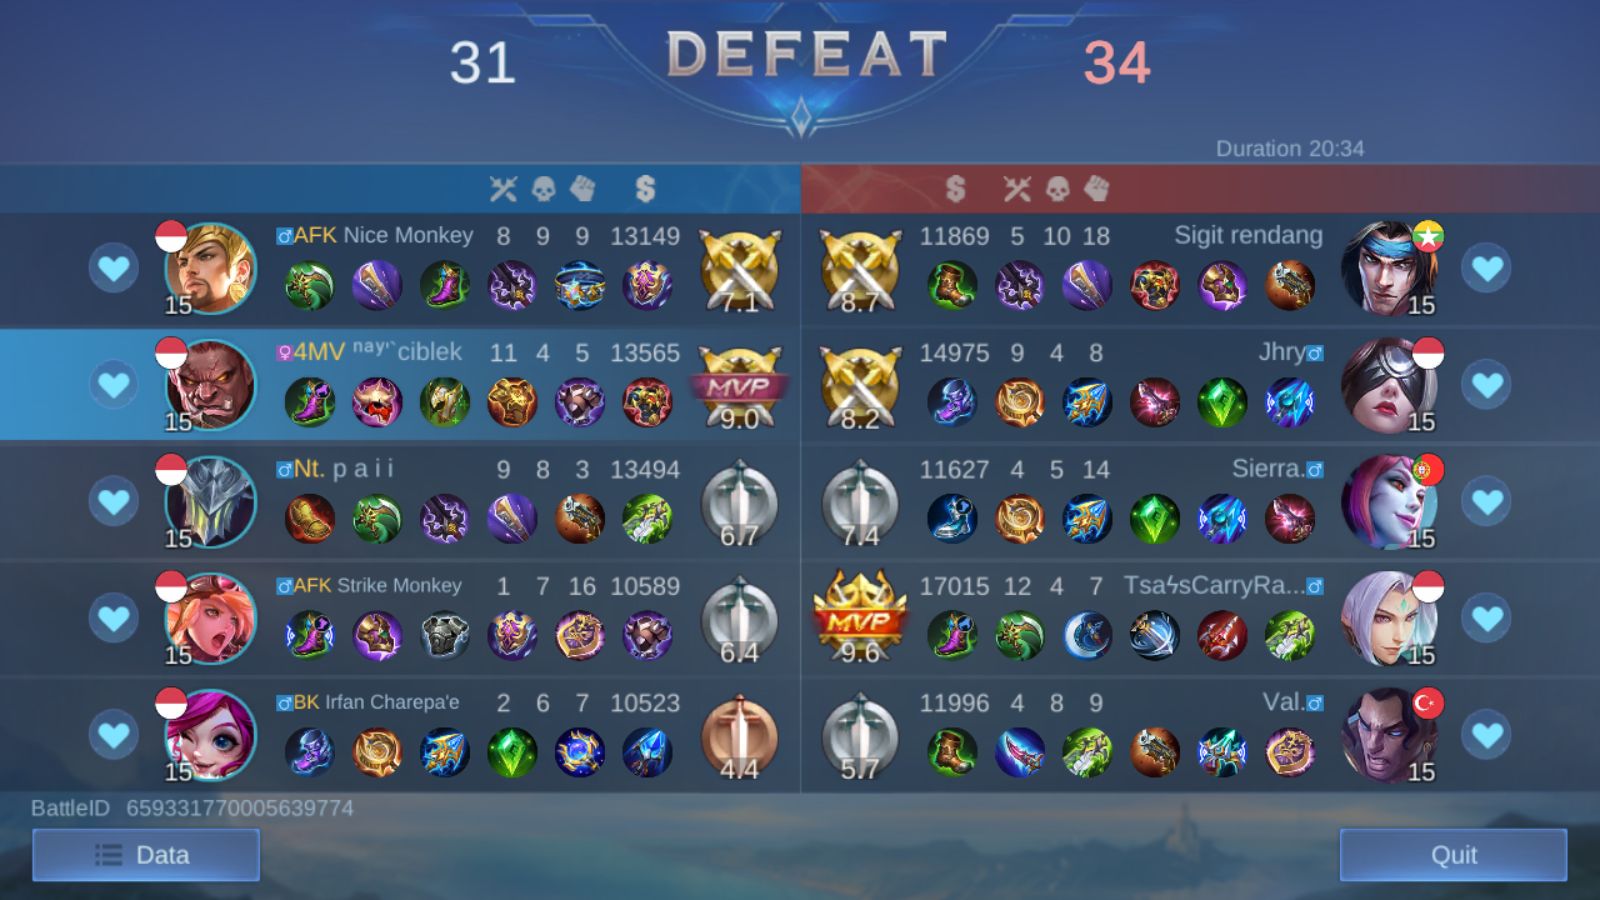 31 DEFEAT 34
Duration 20:34
AFK Nice Monkey 8 9 9 13149
15 7.1
11869 5 10 18 Sigit rendang
8.7 15
4MV ⁿᵃʸⁱ˙`ciblek 11 4 5 13565
15 MVP 9.0
14975 9 4 8 Jhry
8.2 15
Nt. p a i i 9 8 3 13494
15 6.7
11627 4 5 14 Sierra.
7.4 15
AFK Strike Monkey 1 7 16 10589
15 6.4
17015 12 4 7 TsaϟsCarryRa...
MVP 9.6 15
BK Irfan Charepa'e 2 6 7 10523
15 4.4
11996 4 8 9 Val.
5.7 15
BattleID 659331770005639774
Data
Quit